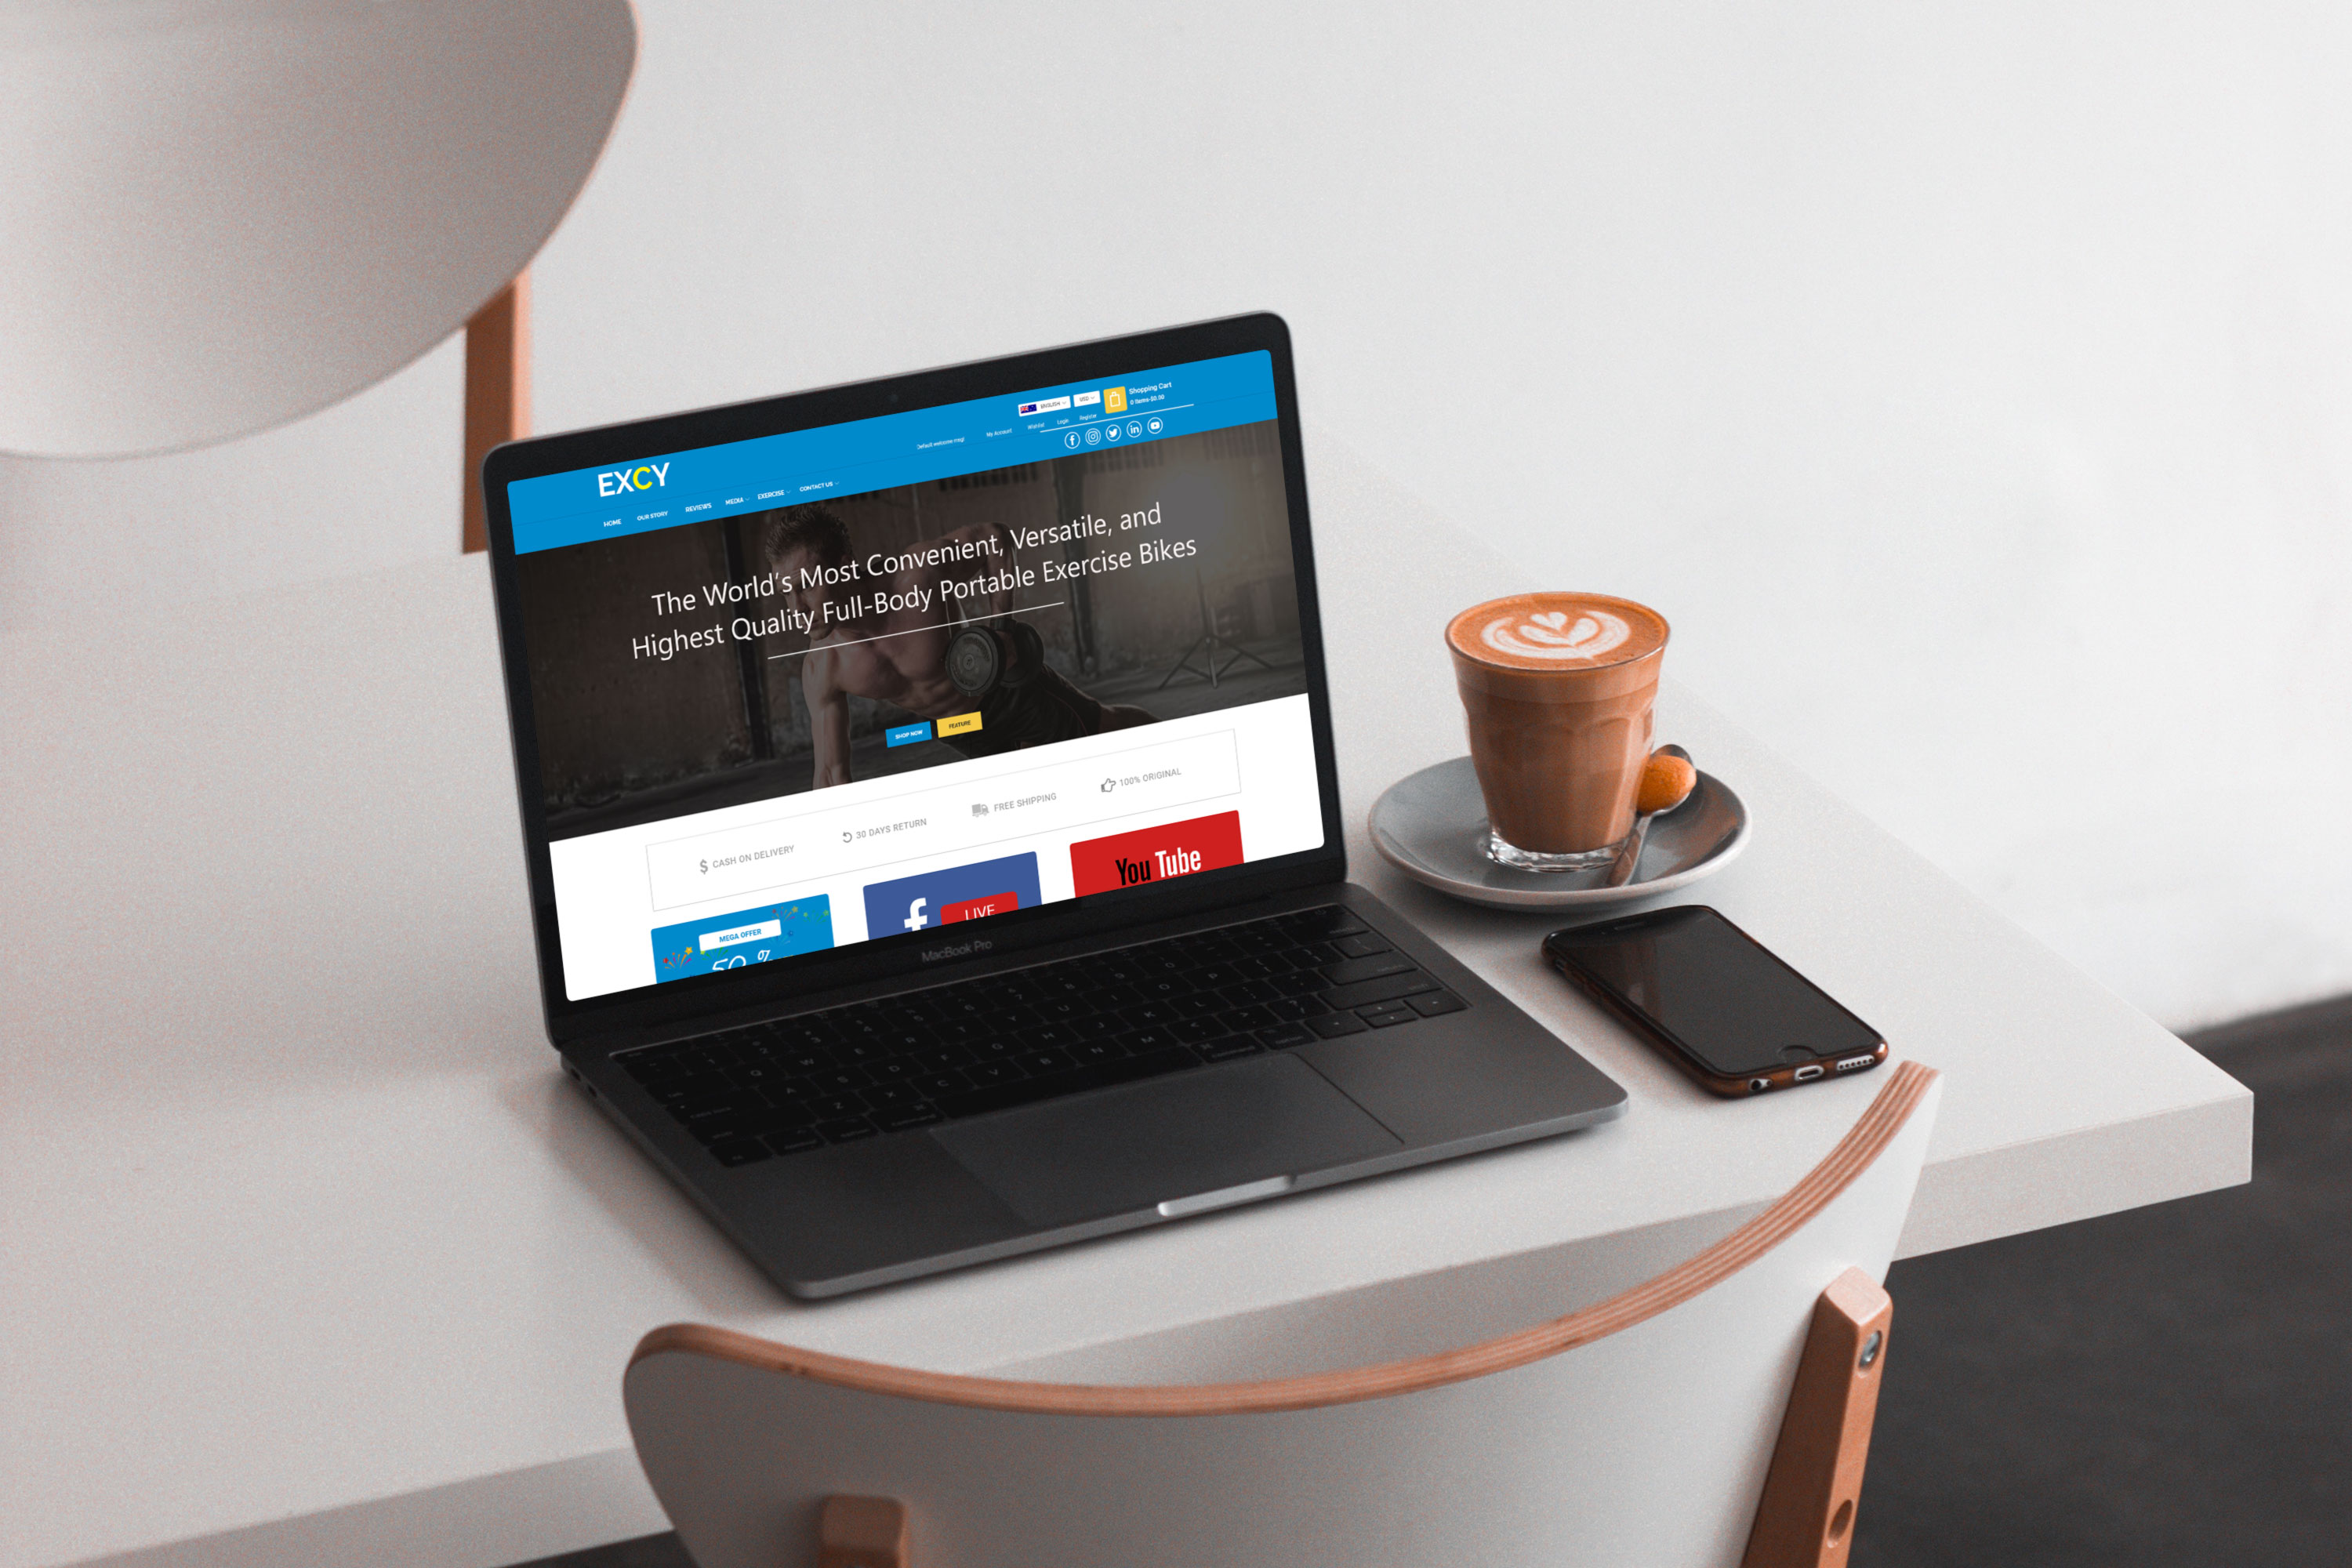 ENGLISH
USD
Shopping Cart
0 items-$0.00
Default welcome msg!
My Account
Wishlist
Login
Register
EXCY
HOME
OUR STORY
REVIEWS
MEDIA
EXERCISE
CONTACT US
The World's Most Convenient, Versatile, and
Highest Quality Full-Body Portable Exercise Bikes
SHOP NOW
FEATURE
$ CASH ON DELIVERY
30 DAYS RETURN
FREE SHIPPING
100% ORIGINAL
MEGA OFFER
50 %
f
LIVE
You Tube
MacBook Pro